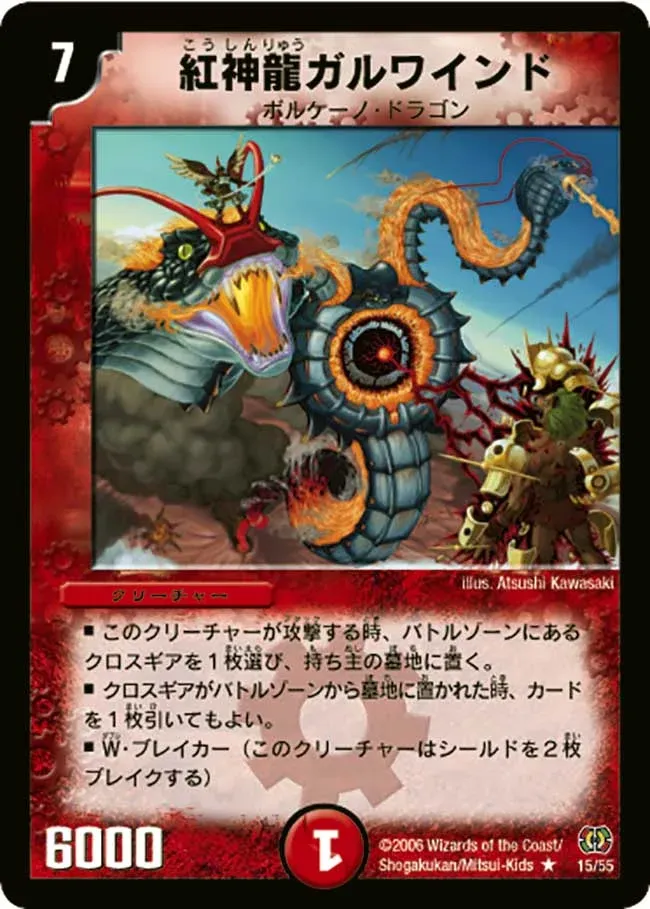 7
こうしんりゅう
紅神龍ガルワインド
ボルケーノ・ドラゴン
illus. Atsushi Kawasaki
クリーチャー
■ このクリーチャーが攻撃する時、バトルゾーンにある
クロスギアを1枚選び、持ち主の墓地に置く。
■ クロスギアがバトルゾーンから墓地に置かれた時、カード
を1枚引いてもよい。
■ W・ブレイカー（このクリーチャーはシールドを2枚
ブレイクする）
6000
1
©2006 Wizards of the Coast/
Shogakukan/Mitsui-Kids ★ 15/55